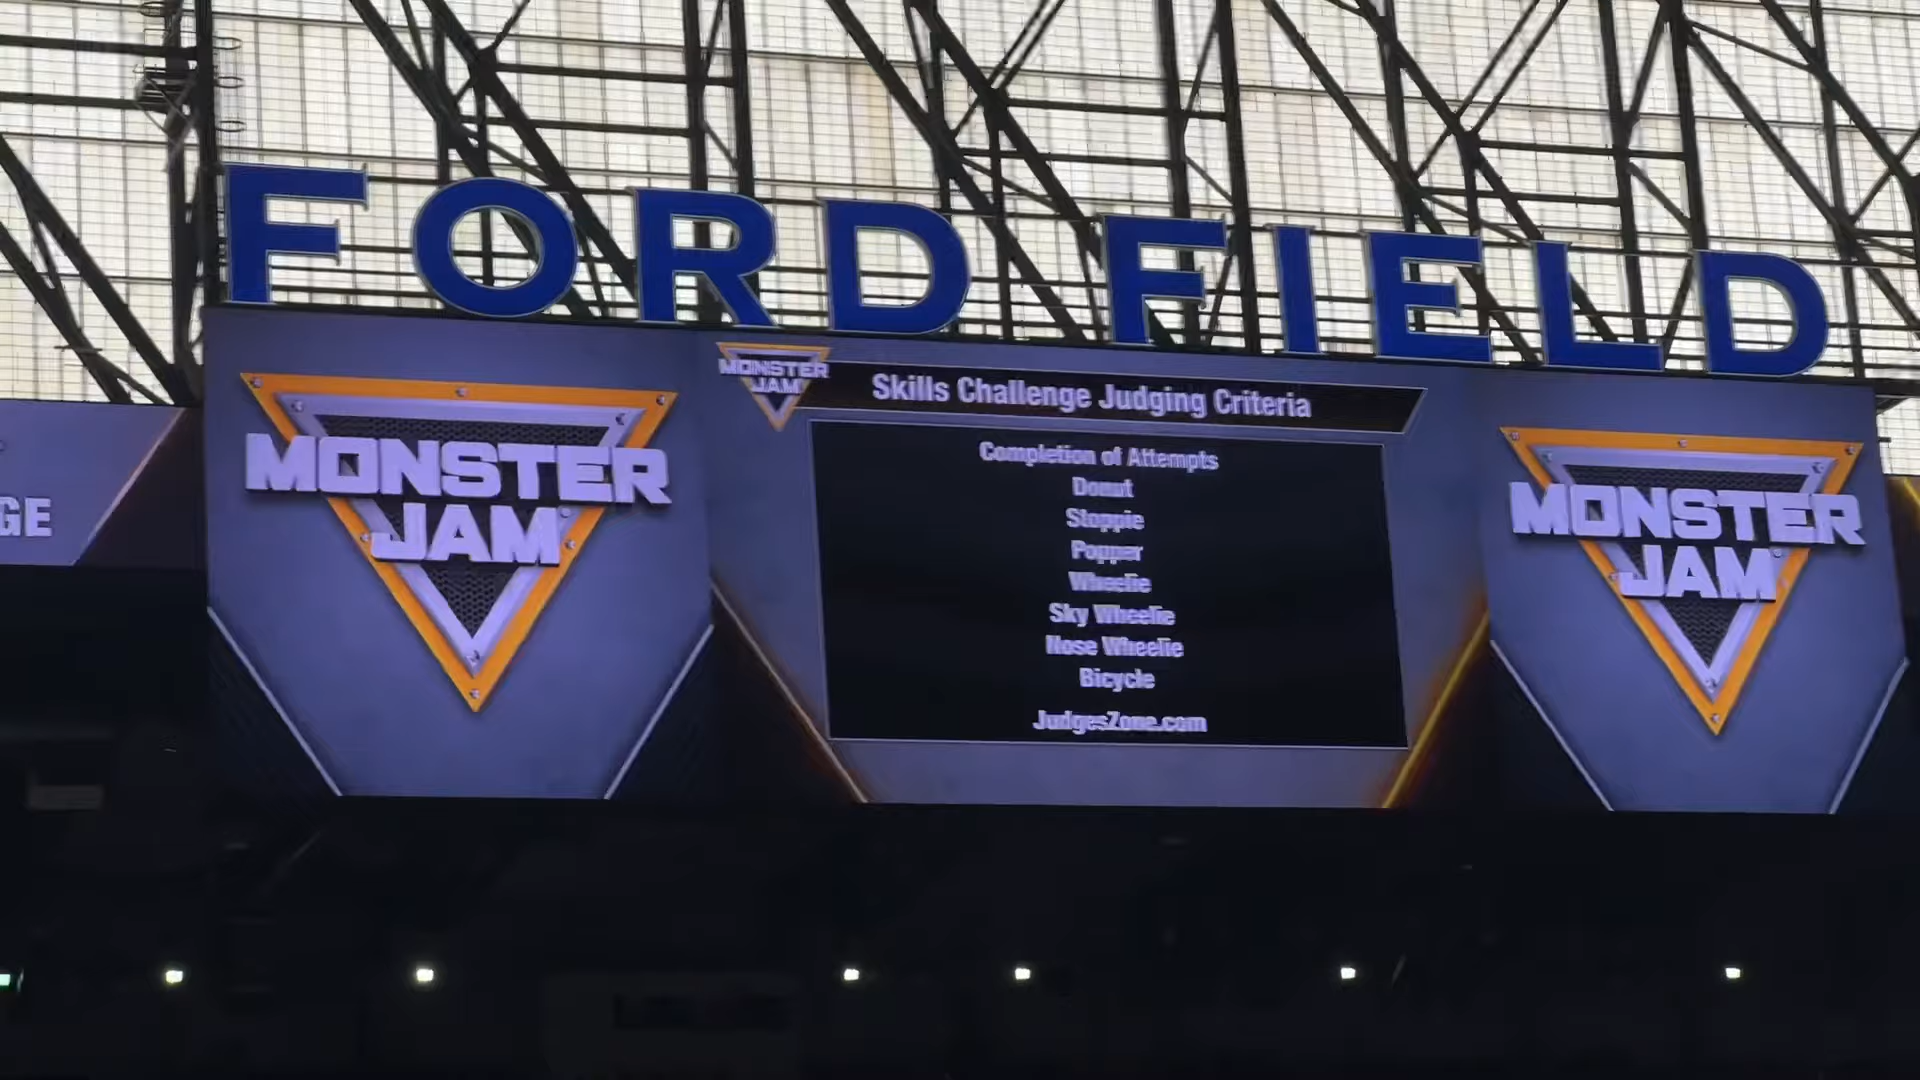 FORD FIELD
MONSTER
JAM
MONSTER
JAM
Skills Challenge Judging Criteria
Completion of Attempts
Donut
Stoppie
Popper
Wheelie
Sky Wheelie
Nose Wheelie
Bicycle
JudgesZone.com
MONSTER
JAM
GE